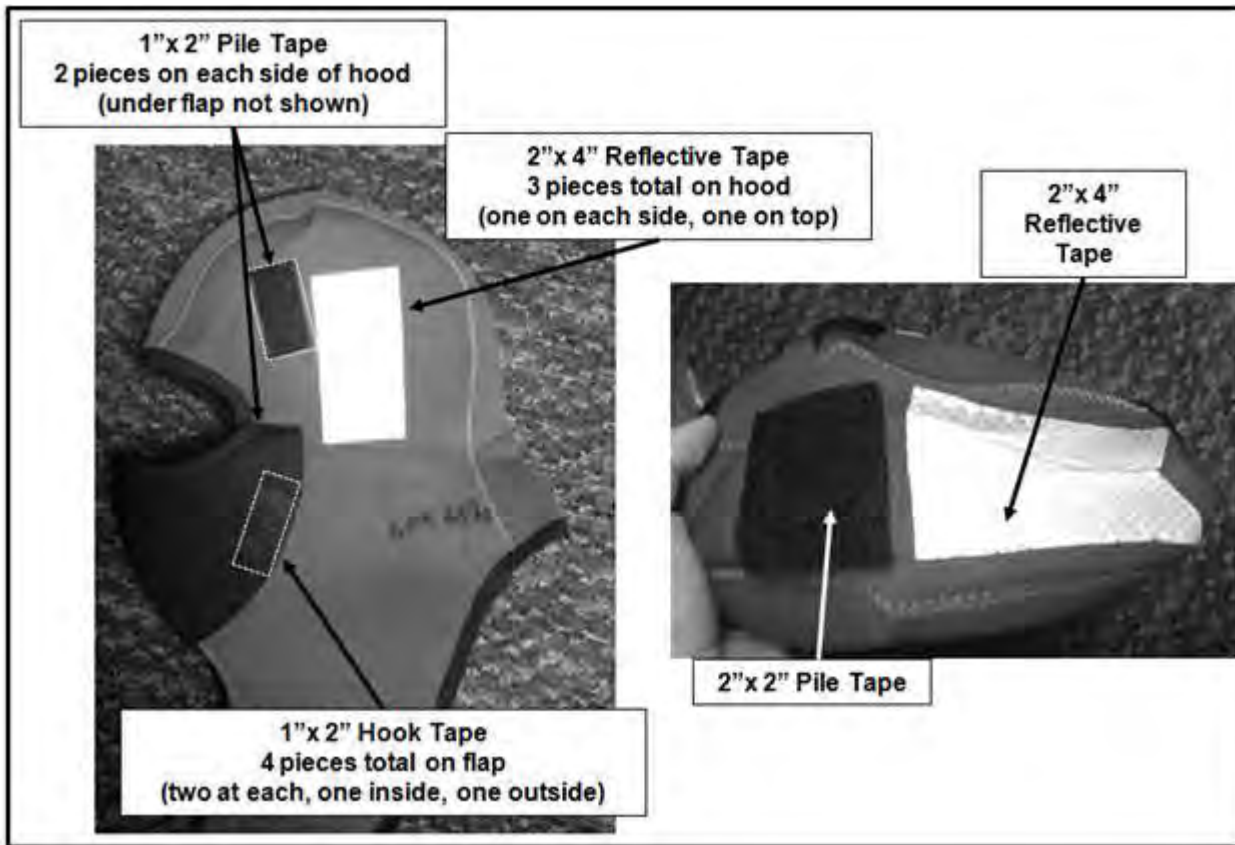 1”x 2” Pile Tape
2 pieces on each side of hood
(under flap not shown)
2”x 4” Reflective Tape
3 pieces total on hood
(one on each side, one on top)
2”x 4”
Reflective
Tape
2”x 2” Pile Tape
1”x 2” Hook Tape
4 pieces total on flap
(two at each, one inside, one outside)